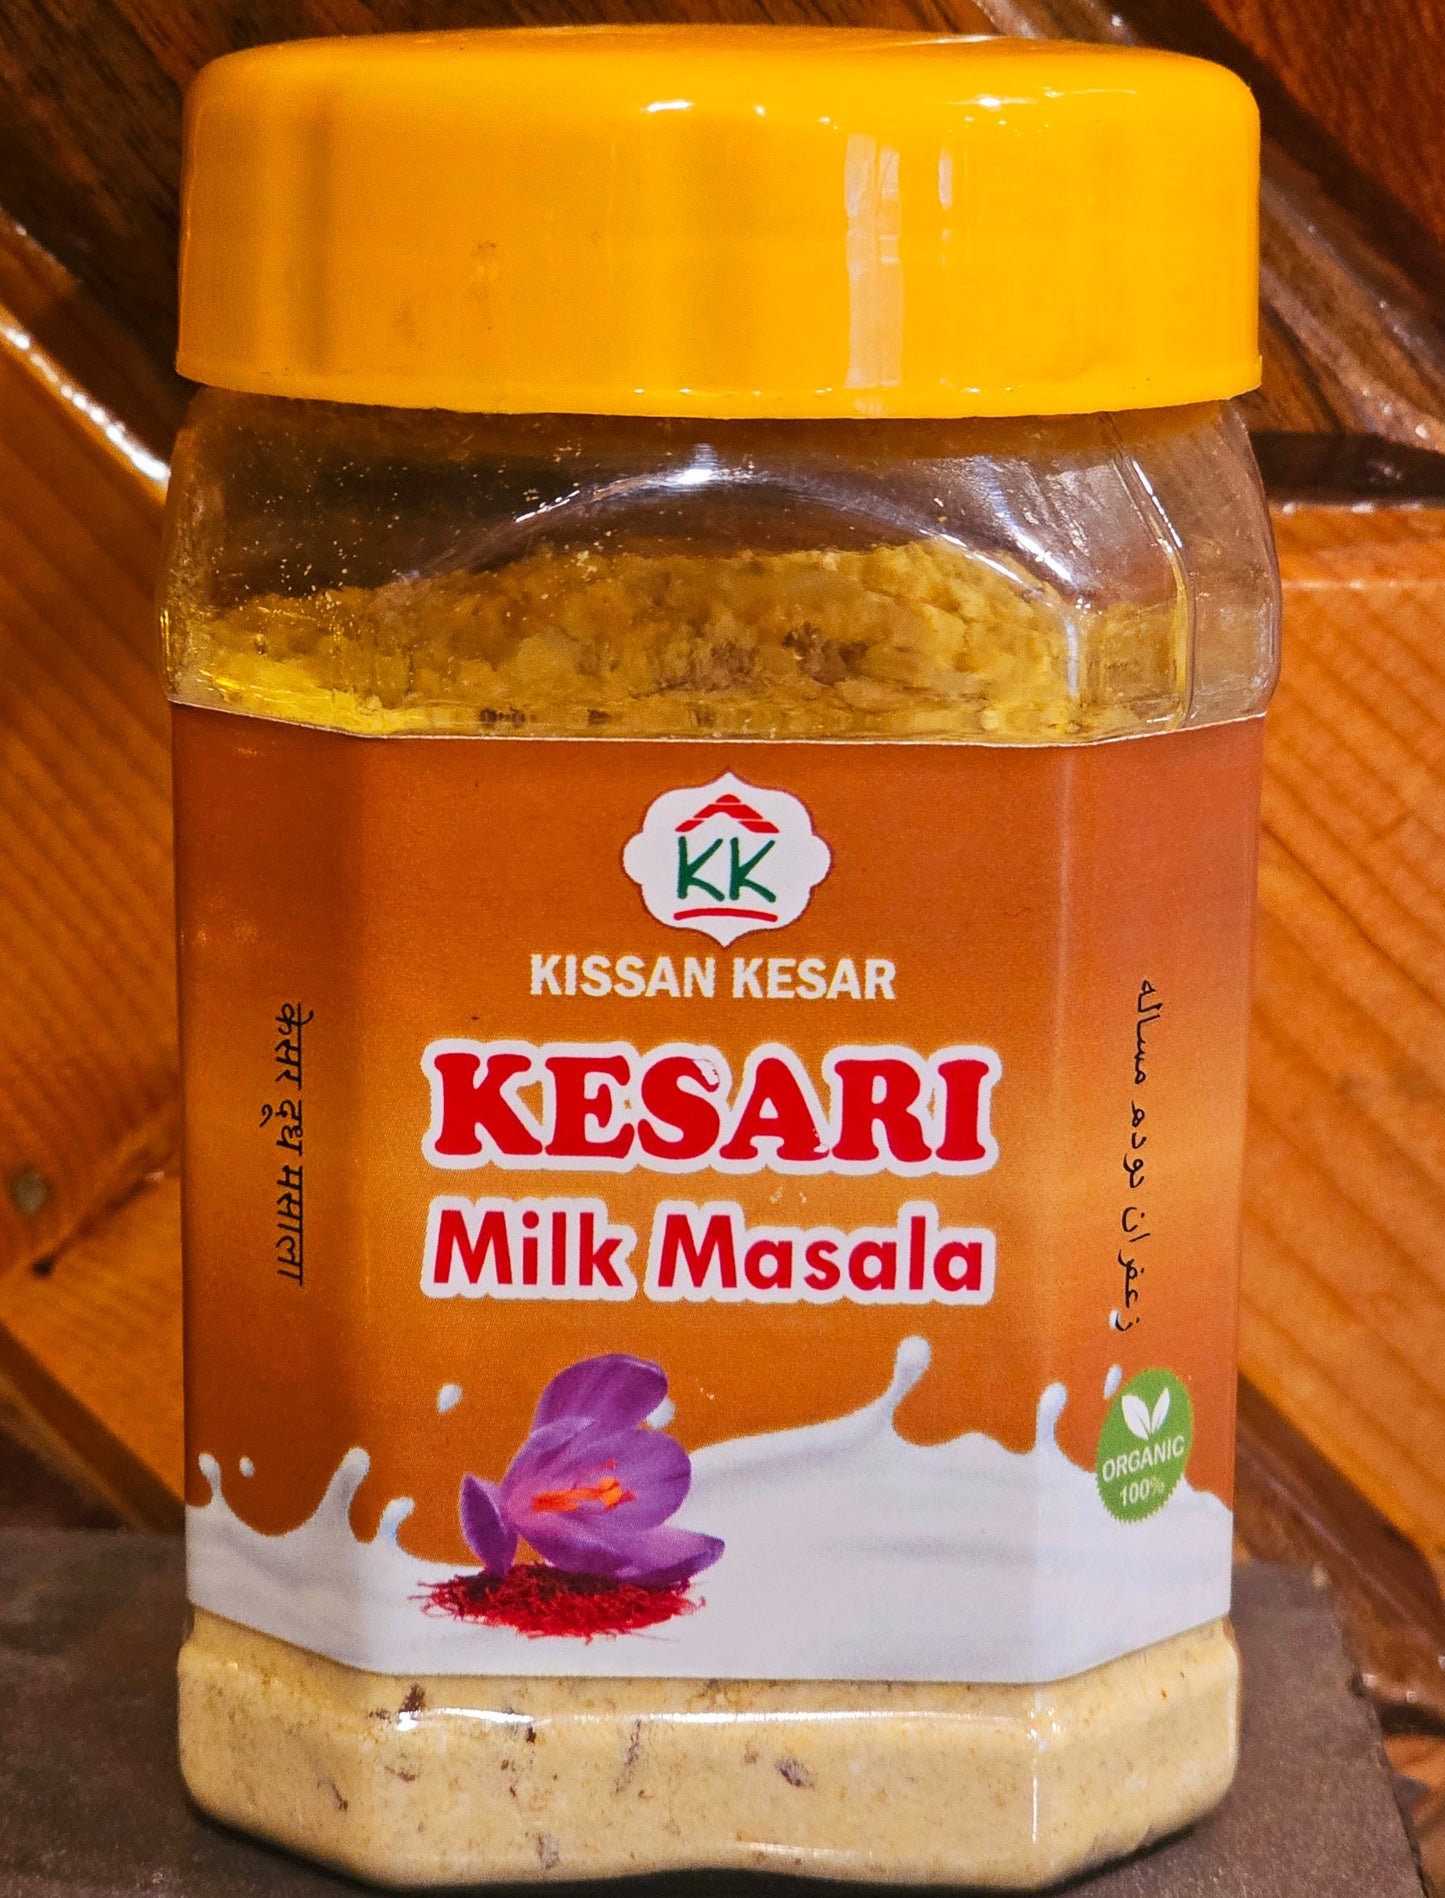 KK
KISSAN KESAR
KESARI
Milk Masala
केसर दूध मसाला
زعفران دودھ مسالہ
ORGANIC
100%